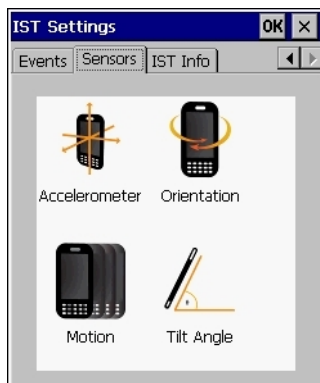 IST Settings OK
Events Sensors IST Info
Accelerometer Orientation
Motion Tilt Angle